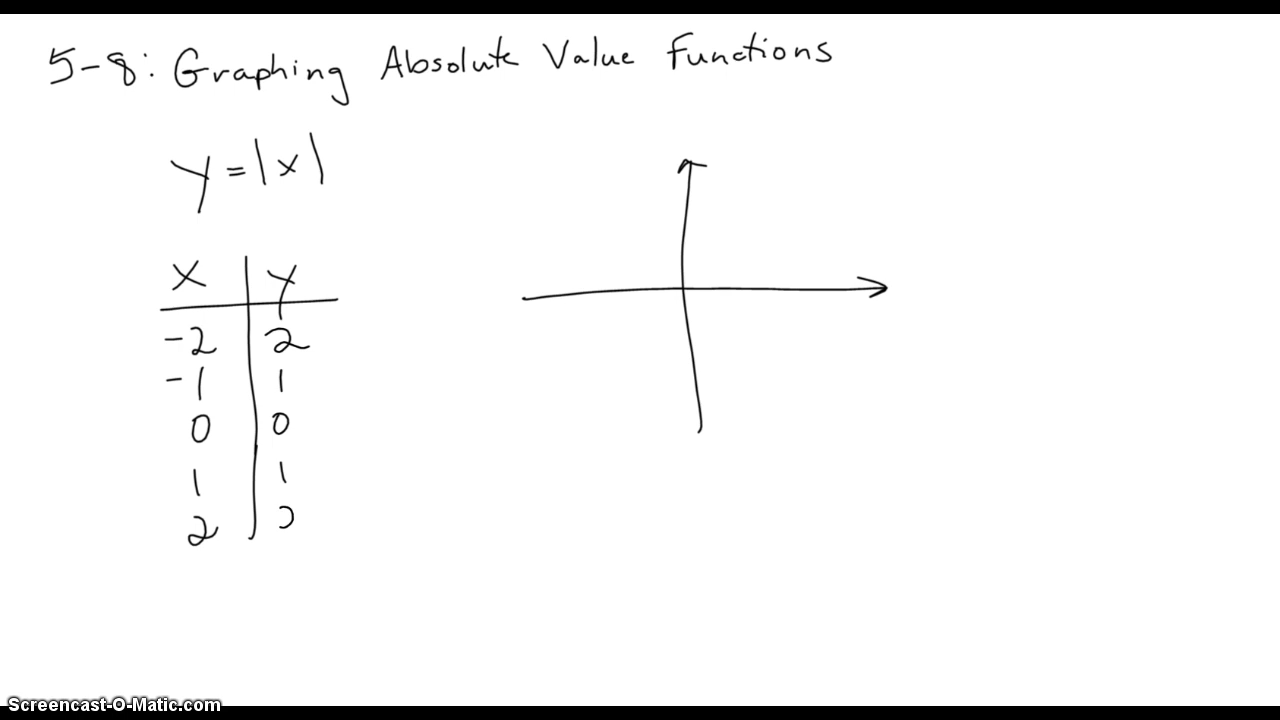 5-8: Graphing Absolute Value Functions
y = |x|
x y
-2 2
-1 1
0 0
1 1
2
Screencast-O-Matic.com